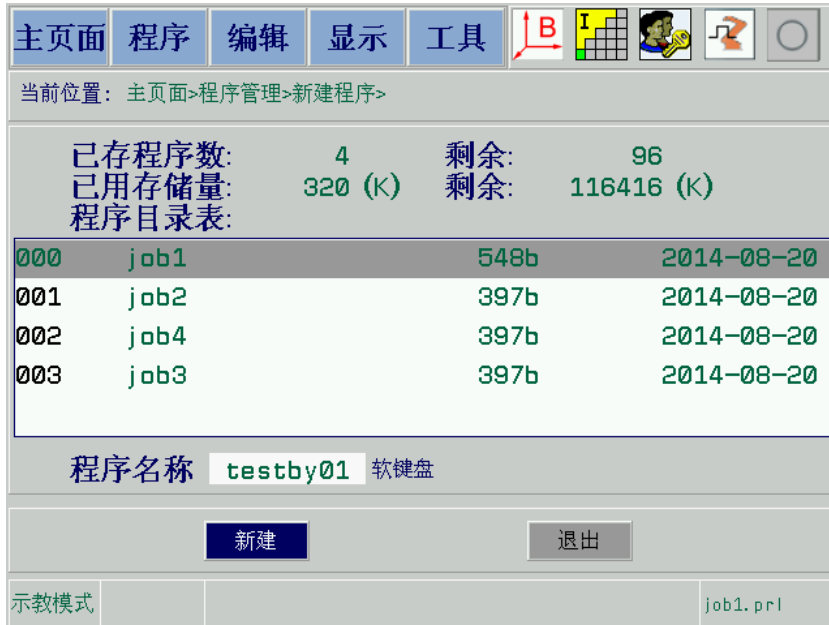 主页面 程序 编辑 显示 工具 B I
当前位置: 主页面>程序管理>新建程序>
已存程序数: 4 剩余: 96
已用存储量: 320 (K) 剩余: 116416 (K)
程序目录表:
000 job1 548b 2014-08-20
001 job2 397b 2014-08-20
002 job4 397b 2014-08-20
003 job3 397b 2014-08-20
程序名称 testby01 软键盘
新建 退出
示教模式 job1.prl